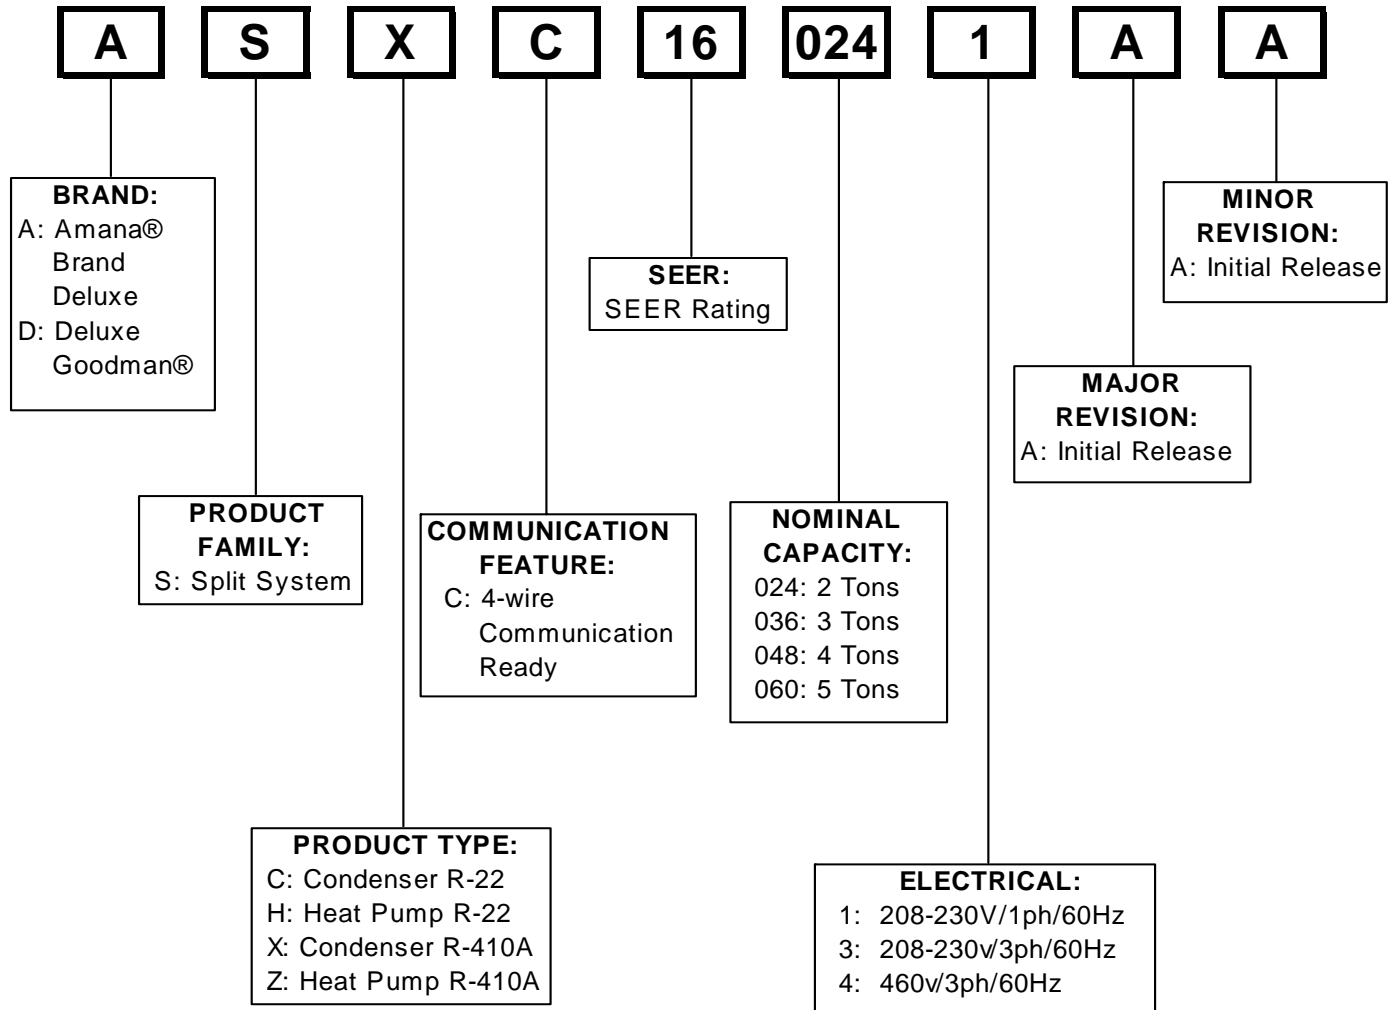 A S X C 16 024 1 A A
BRAND:
A: Amana®
Brand
Deluxe
D: Deluxe
Goodman®
MINOR
REVISION:
A: Initial Release
SEER:
SEER Rating
MAJOR
REVISION:
A: Initial Release
PRODUCT
FAMILY:
S: Split System
COMMUNICATION
FEATURE:
C: 4-wire
Communication
Ready
NOMINAL
CAPACITY:
024: 2 Tons
036: 3 Tons
048: 4 Tons
060: 5 Tons
PRODUCT TYPE:
C: Condenser R-22
H: Heat Pump R-22
X: Condenser R-410A
Z: Heat Pump R-410A
ELECTRICAL:
1: 208-230V/1ph/60Hz
3: 208-230v/3ph/60Hz
4: 460v/3ph/60Hz